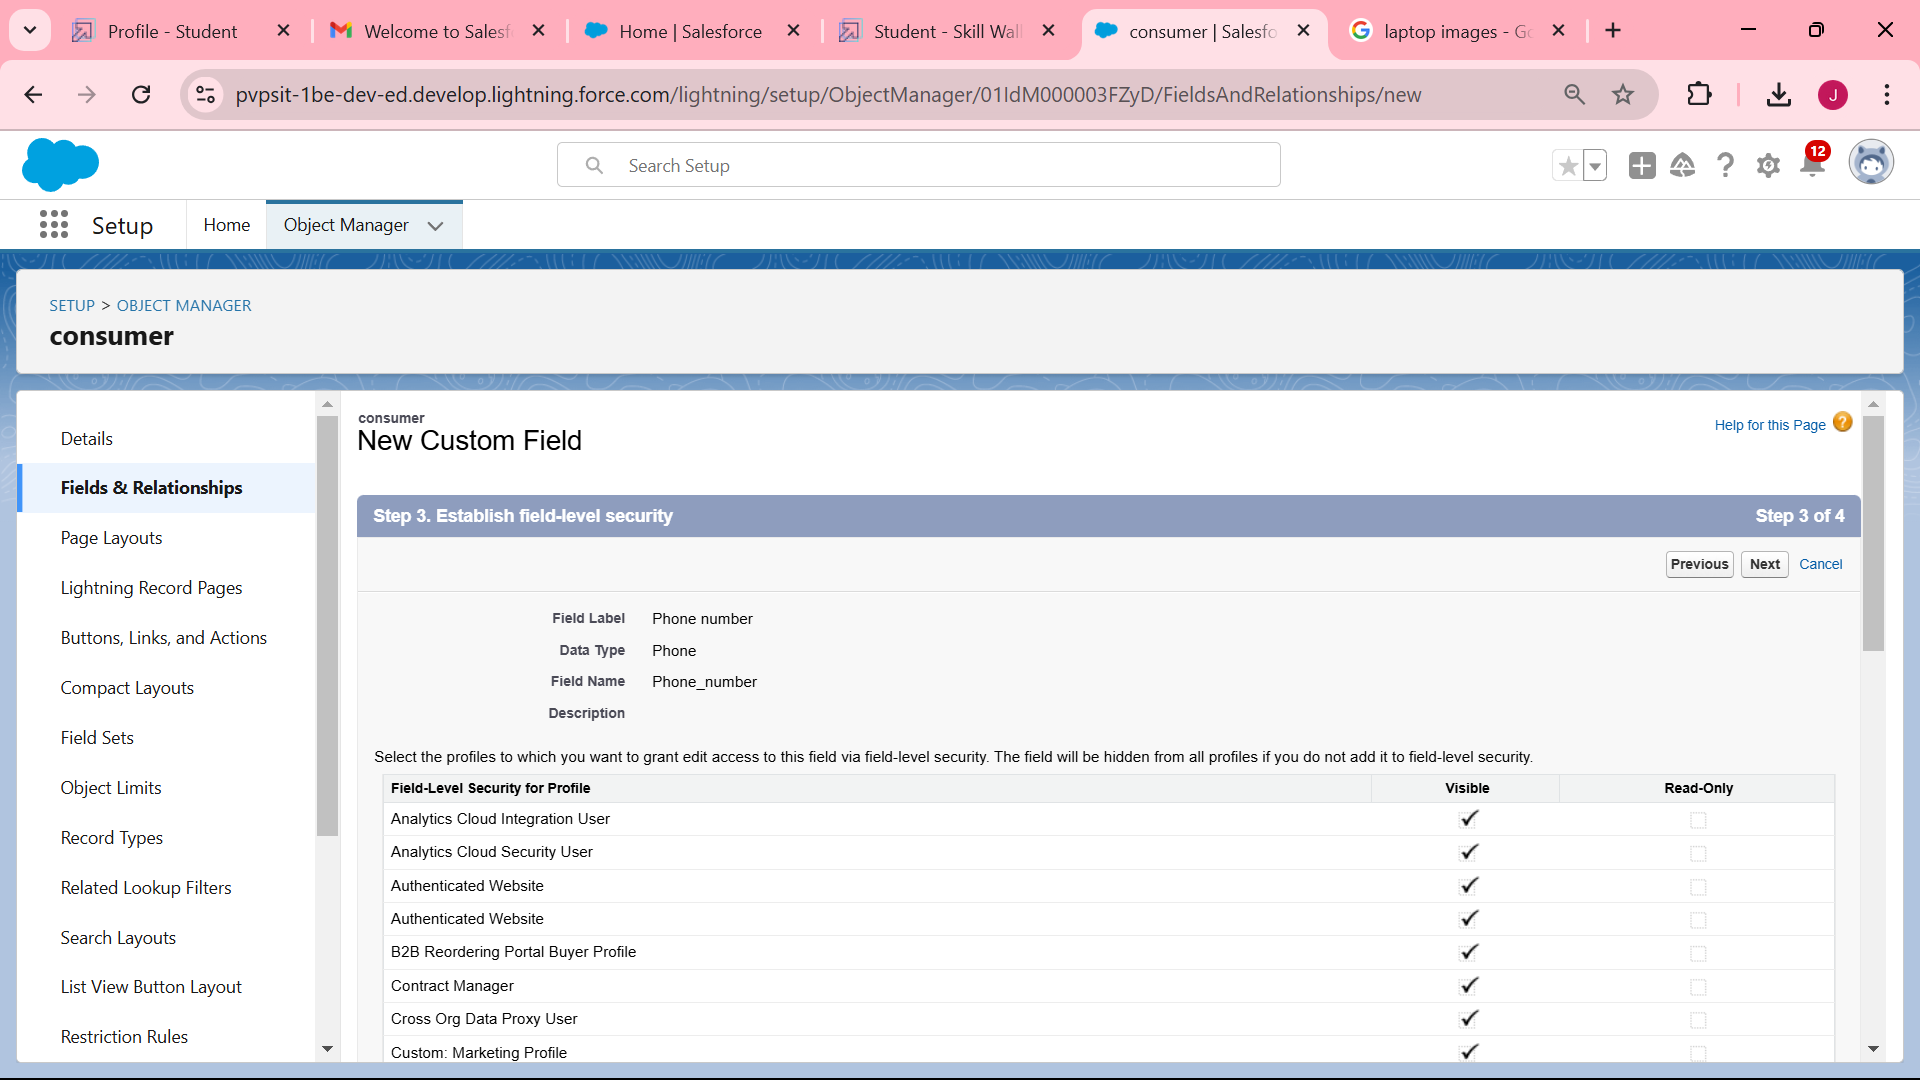 Profile - Student
Welcome to Salesf
Home | Salesforce
Student - Skill Wall
consumer | Salesfo
laptop images - Go
pvpsit-1be-dev-ed.develop.lightning.force.com/lightning/setup/ObjectManager/01IdM000003FZyD/FieldsAndRelationships/new
J
Search Setup
12
Setup
Home
Object Manager
SETUP > OBJECT MANAGER
consumer
Details
Fields & Relationships
Page Layouts
Lightning Record Pages
Buttons, Links, and Actions
Compact Layouts
Field Sets
Object Limits
Record Types
Related Lookup Filters
Search Layouts
List View Button Layout
Restriction Rules
consumer
New Custom Field
Help for this Page ?
Step 3. Establish field-level security Step 3 of 4
Previous Next Cancel
Field Label Phone number
Data Type Phone
Field Name Phone_number
Description
Select the profiles to which you want to grant edit access to this field via field-level security. The field will be hidden from all profiles if you do not add it to field-level security.
Field-Level Security for Profile Visible Read-Only
Analytics Cloud Integration User
Analytics Cloud Security User
Authenticated Website
Authenticated Website
B2B Reordering Portal Buyer Profile
Contract Manager
Cross Org Data Proxy User
Custom: Marketing Profile